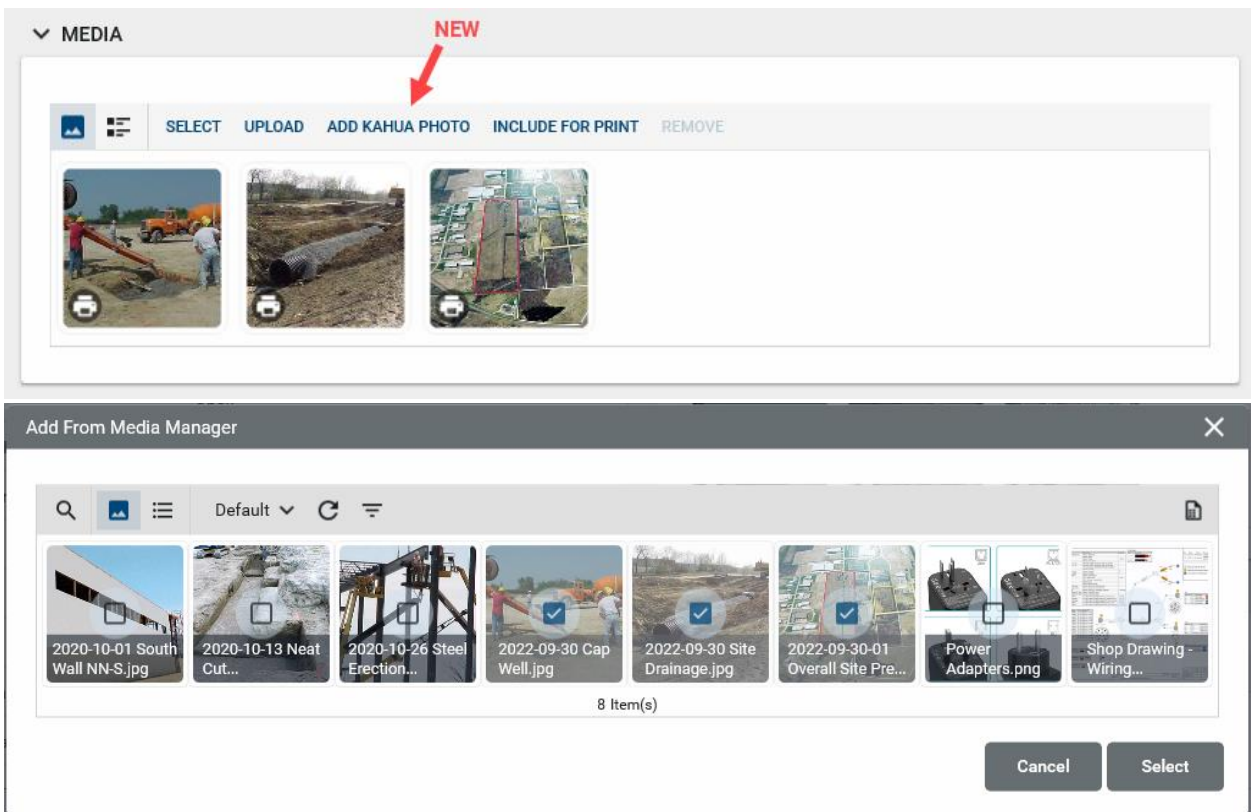 MEDIA
NEW
SELECT UPLOAD ADD KAHUA PHOTO INCLUDE FOR PRINT REMOVE
Add From Media Manager
Default
2020-10-01 South
Wall NN-S.jpg
2020-10-13 Neat
Cut...
2020-10-26 Steel
Erection...
2022-09-30 Cap
Well.jpg
2022-09-30 Site
Drainage.jpg
2022-09-30-01
Overall Site Pre...
Power
Adapters.png
Shop Drawing -
Wiring...
8 Item(s)
Cancel Select